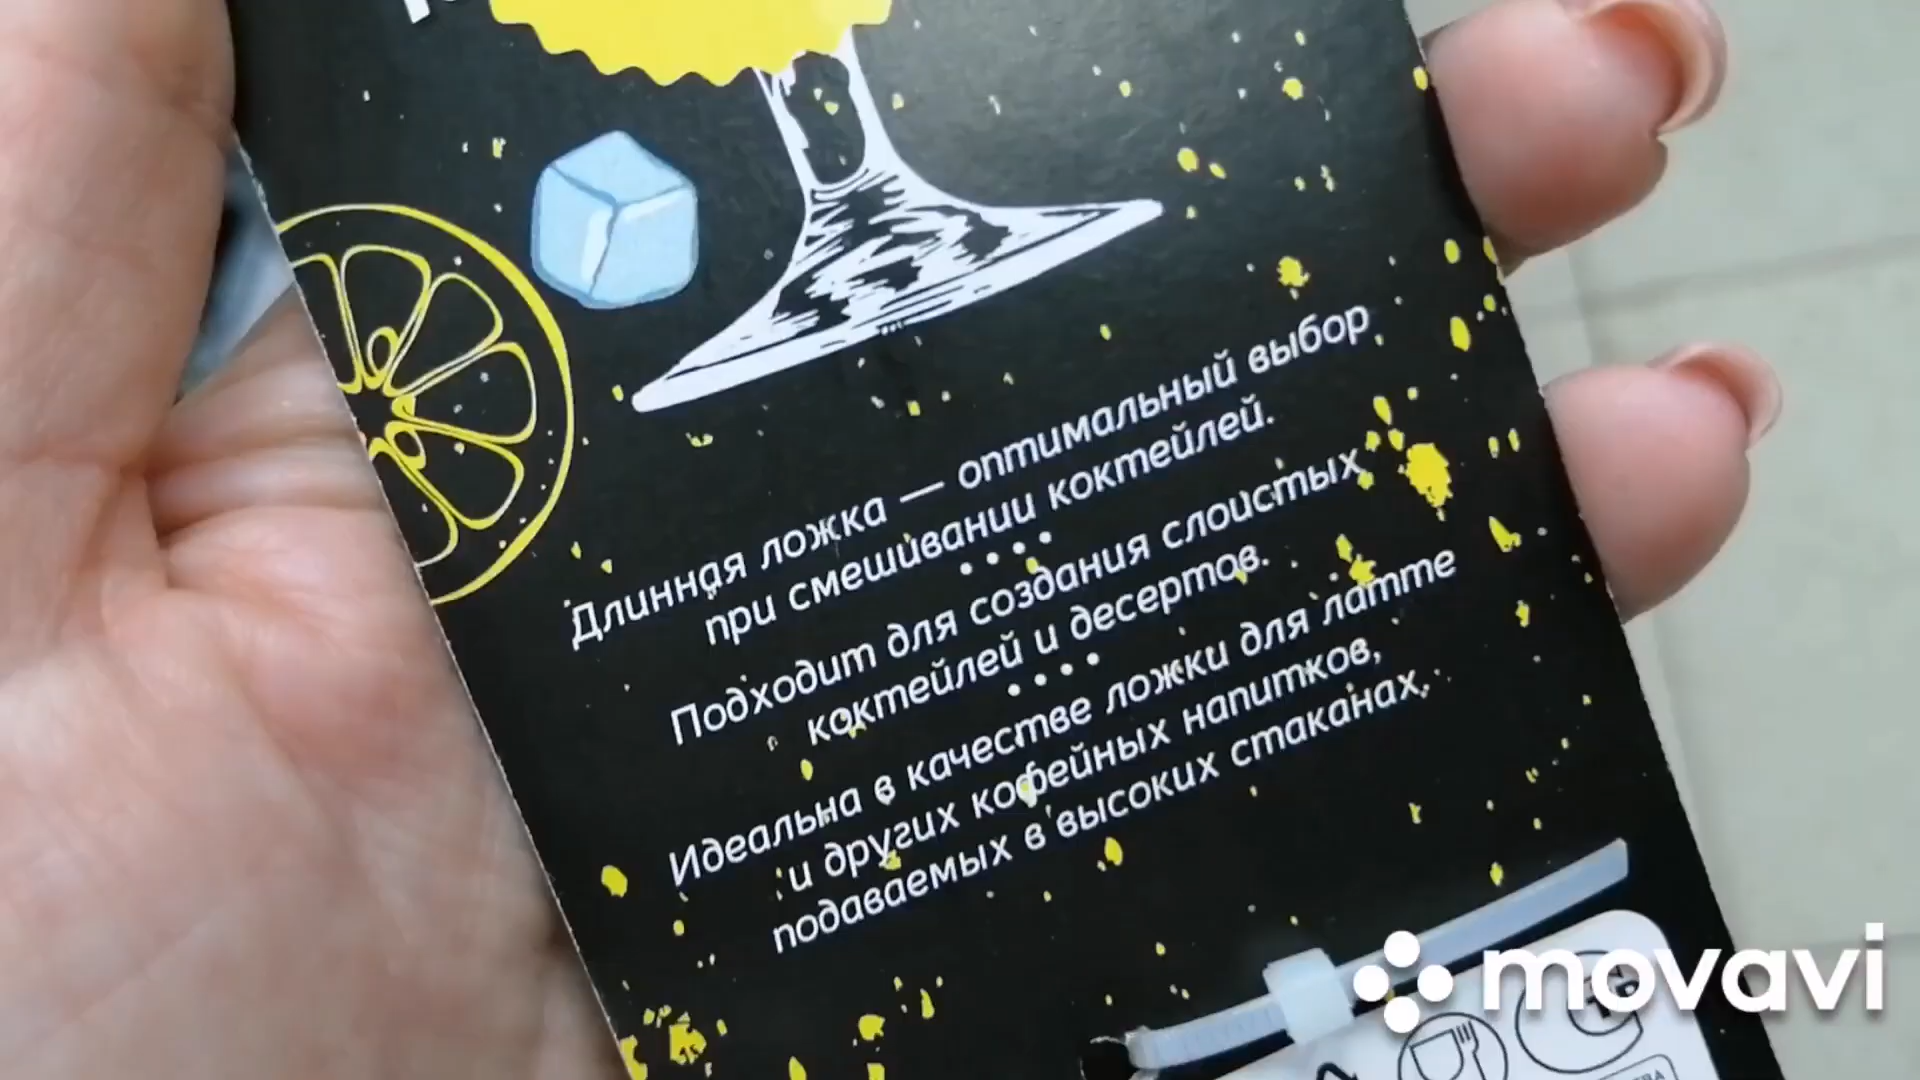 Длинная ложка — оптимальный выбор
при смешивании коктейлей.
Подходит для создания слоистых
коктейлей и десертов.
Идеальна в качестве ложки для латте
и других кофейных напитков,
подаваемых в высоких стаканах.
movavi